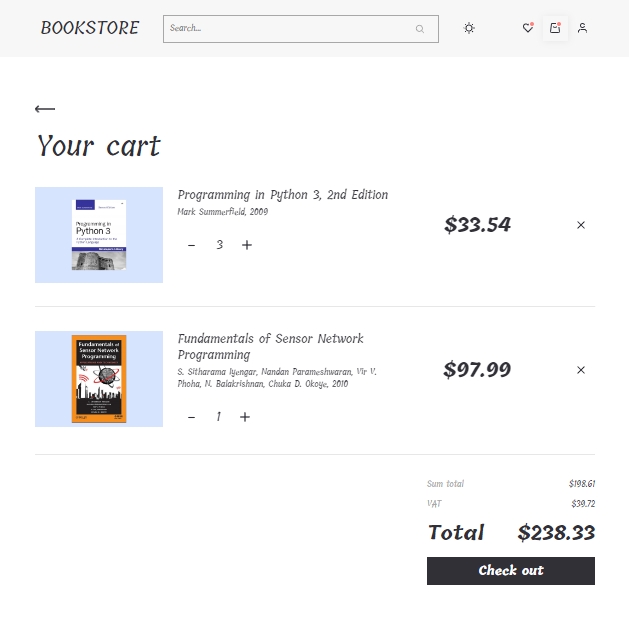 BOOKSTORE
Search...
Your cart
Programming in Python 3, 2nd Edition
Mark Summerfield, 2009
− 3 +
$33.54
Programming in
Python 3
Fundamentals of Sensor Network
Programming
S. Sitharama Iyengar, Nandan Parameshwaran, Vir V.
Phoha, N. Balakrishnan, Chuka D. Okoye, 2010
− 1 +
$97.99
Fundamentals of
Sensor Network
Programming
Sum total $198.61
VAT $39.72
Total $238.33
Check out